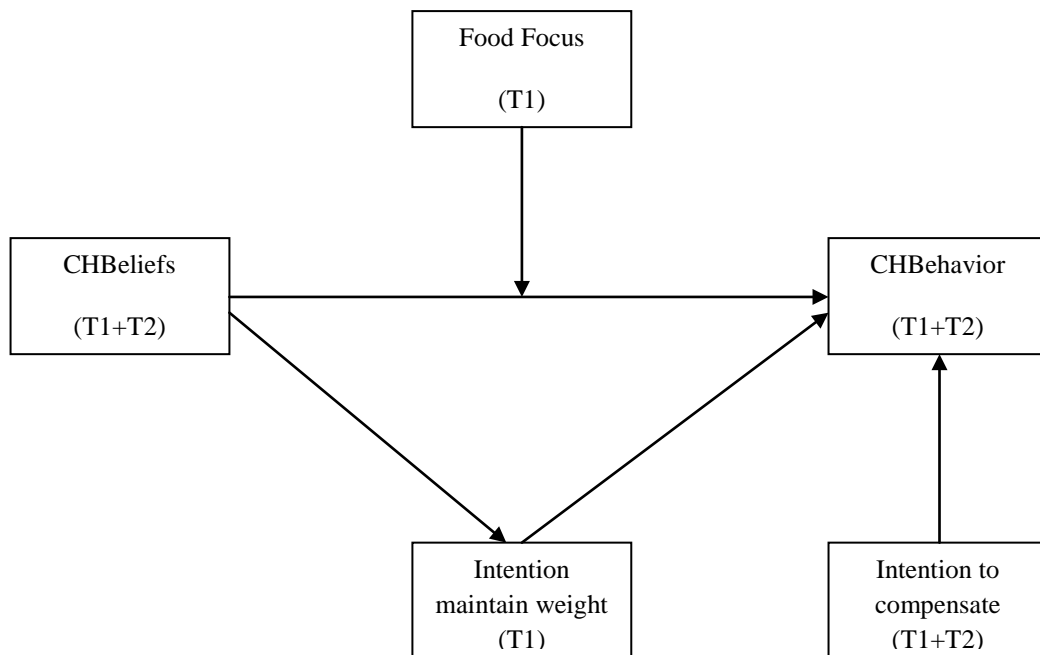 Food Focus
(T1)
CHBeliefs
(T1+T2)
CHBehavior
(T1+T2)
Intention
maintain weight
(T1)
Intention to
compensate
(T1+T2)